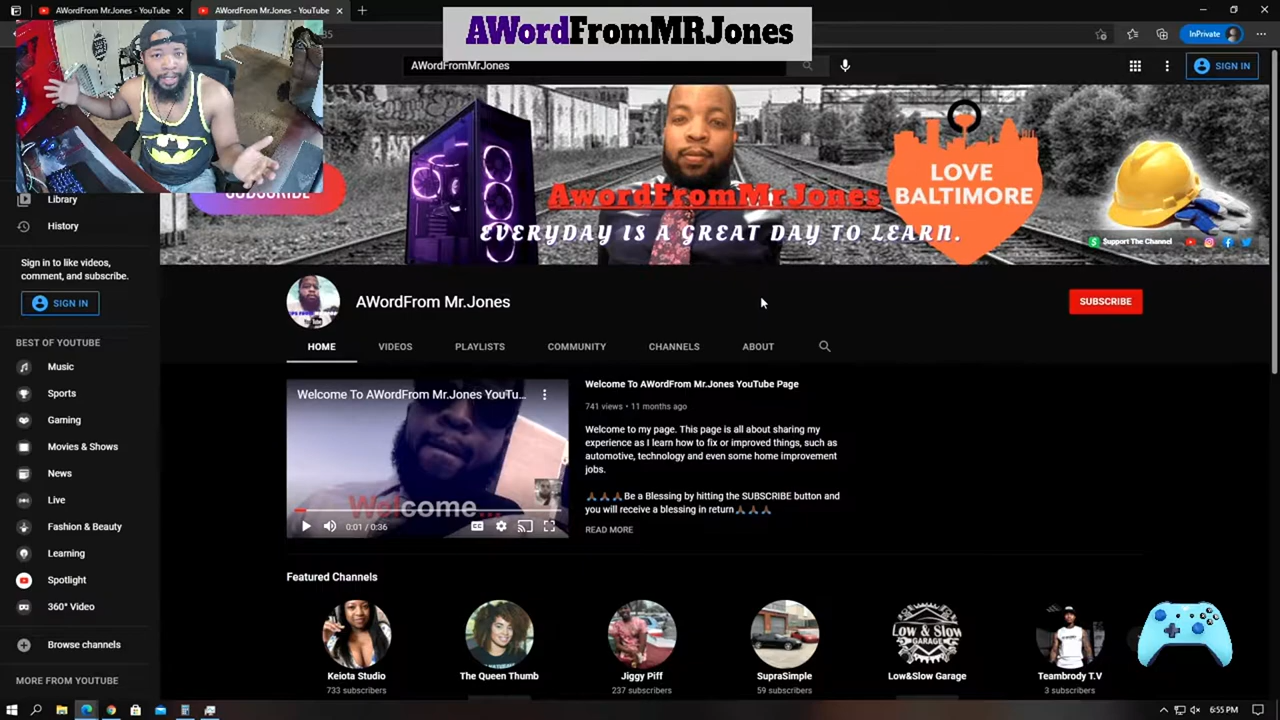 AWordFromMrJones - YouTube
AWordFromMr.Jones - YouTube
AWordFromMRJones
InPrivate
AWordFromMrJones
SIGN IN
SUBSCRIBE
AwordFromMrJones
EVERYDAY IS A GREAT DAY TO LEARN.
LOVE
BALTIMORE
$upport The Channel
Library
History
Sign in to like videos,
comment, and subscribe.
SIGN IN
BEST OF YOUTUBE
Music
Sports
Gaming
Movies & Shows
News
Live
Fashion & Beauty
Learning
Spotlight
360° Video
Browse channels
MORE FROM YOUTUBE
AWordFrom Mr.Jones
SUBSCRIBE
HOME
VIDEOS
PLAYLISTS
COMMUNITY
CHANNELS
ABOUT
Welcome To AWordFrom Mr.Jones YouTu...
Welcome...
0:01 / 0:36
Welcome To AWordFrom Mr.Jones YouTube Page
741 views • 11 months ago
Welcome to my page. This page is all about sharing my
experience as I learn how to fix or improved things, such as
automotive, technology and even some home improvement
jobs.
🙏🏾🙏🏾🙏🏾Be a Blessing by hitting the SUBSCRIBE button and
you will receive a blessing in return🙏🏾🙏🏾🙏🏾
READ MORE
Featured Channels
Low & Slow
GARAGE
Keiota Studio
733 subscribers
The Queen Thumb
Jiggy Piff
237 subscribers
SupraSimple
59 subscribers
Low&Slow Garage
Teambrody T.V
3 subscribers
6:55 PM